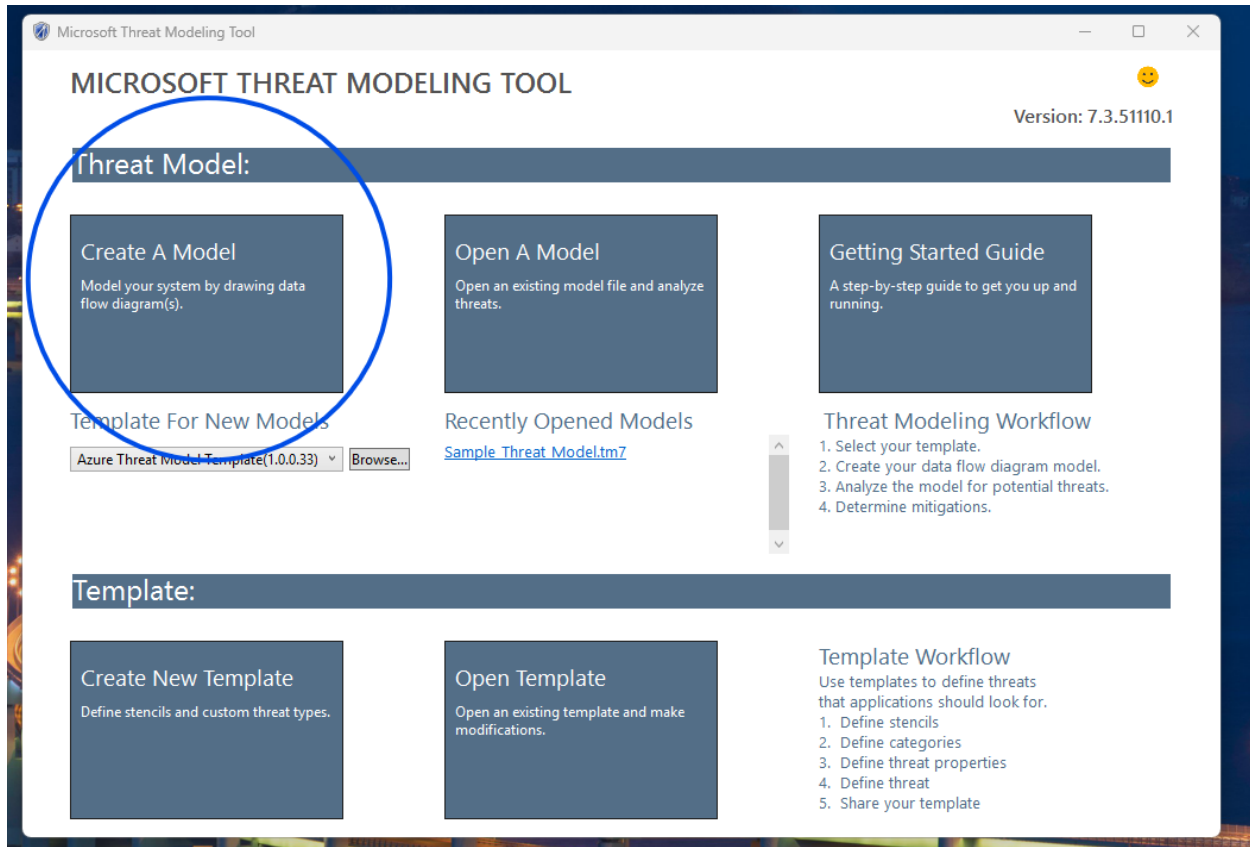 Microsoft Threat Modeling Tool
MICROSOFT THREAT MODELING TOOL
Version: 7.3.51110.1
Threat Model:
Create A Model
Model your system by drawing data
flow diagram(s).
Open A Model
Open an existing model file and analyze
threats.
Getting Started Guide
A step-by-step guide to get you up and
running.
Template For New Models
Azure Threat Model Template(1.0.0.33)
Browse...
Recently Opened Models
Sample Threat Model.tm7
Threat Modeling Workflow
1. Select your template.
2. Create your data flow diagram model.
3. Analyze the model for potential threats.
4. Determine mitigations.
Template:
Create New Template
Define stencils and custom threat types.
Open Template
Open an existing template and make
modifications.
Template Workflow
Use templates to define threats
that applications should look for.
1. Define stencils
2. Define categories
3. Define threat properties
4. Define threat
5. Share your template